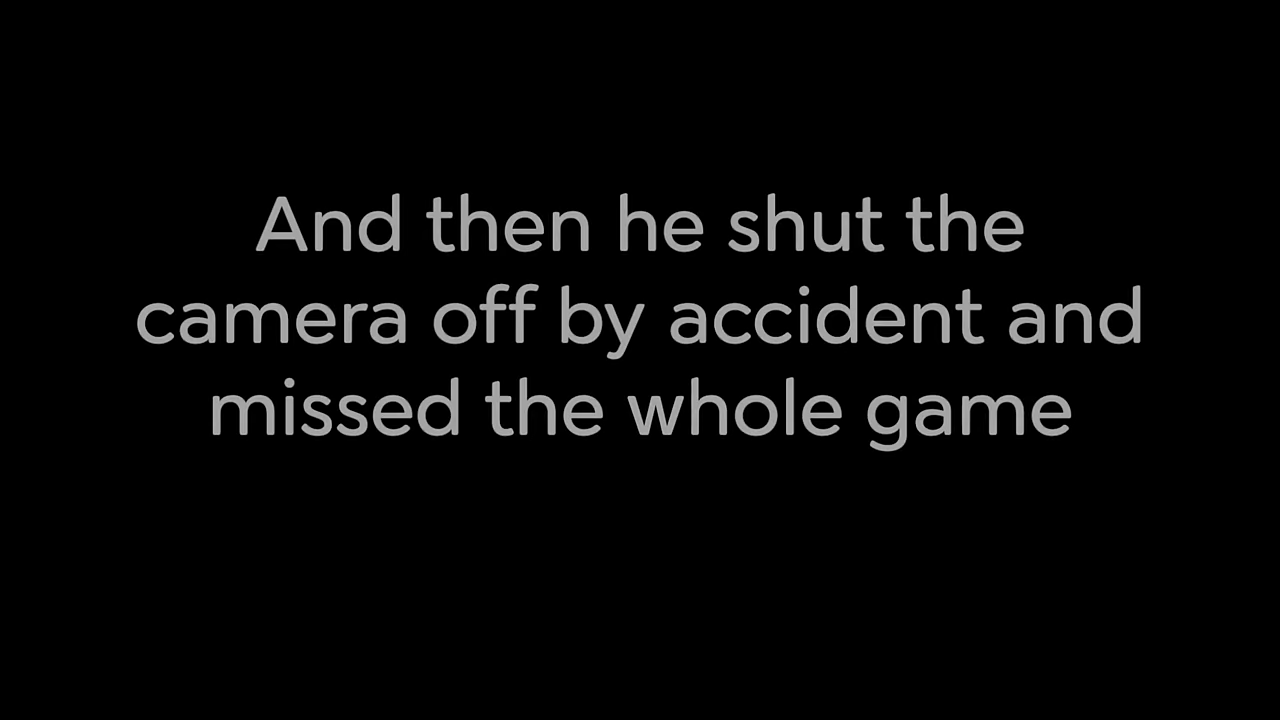 And then he shut the
camera off by accident and
missed the whole game